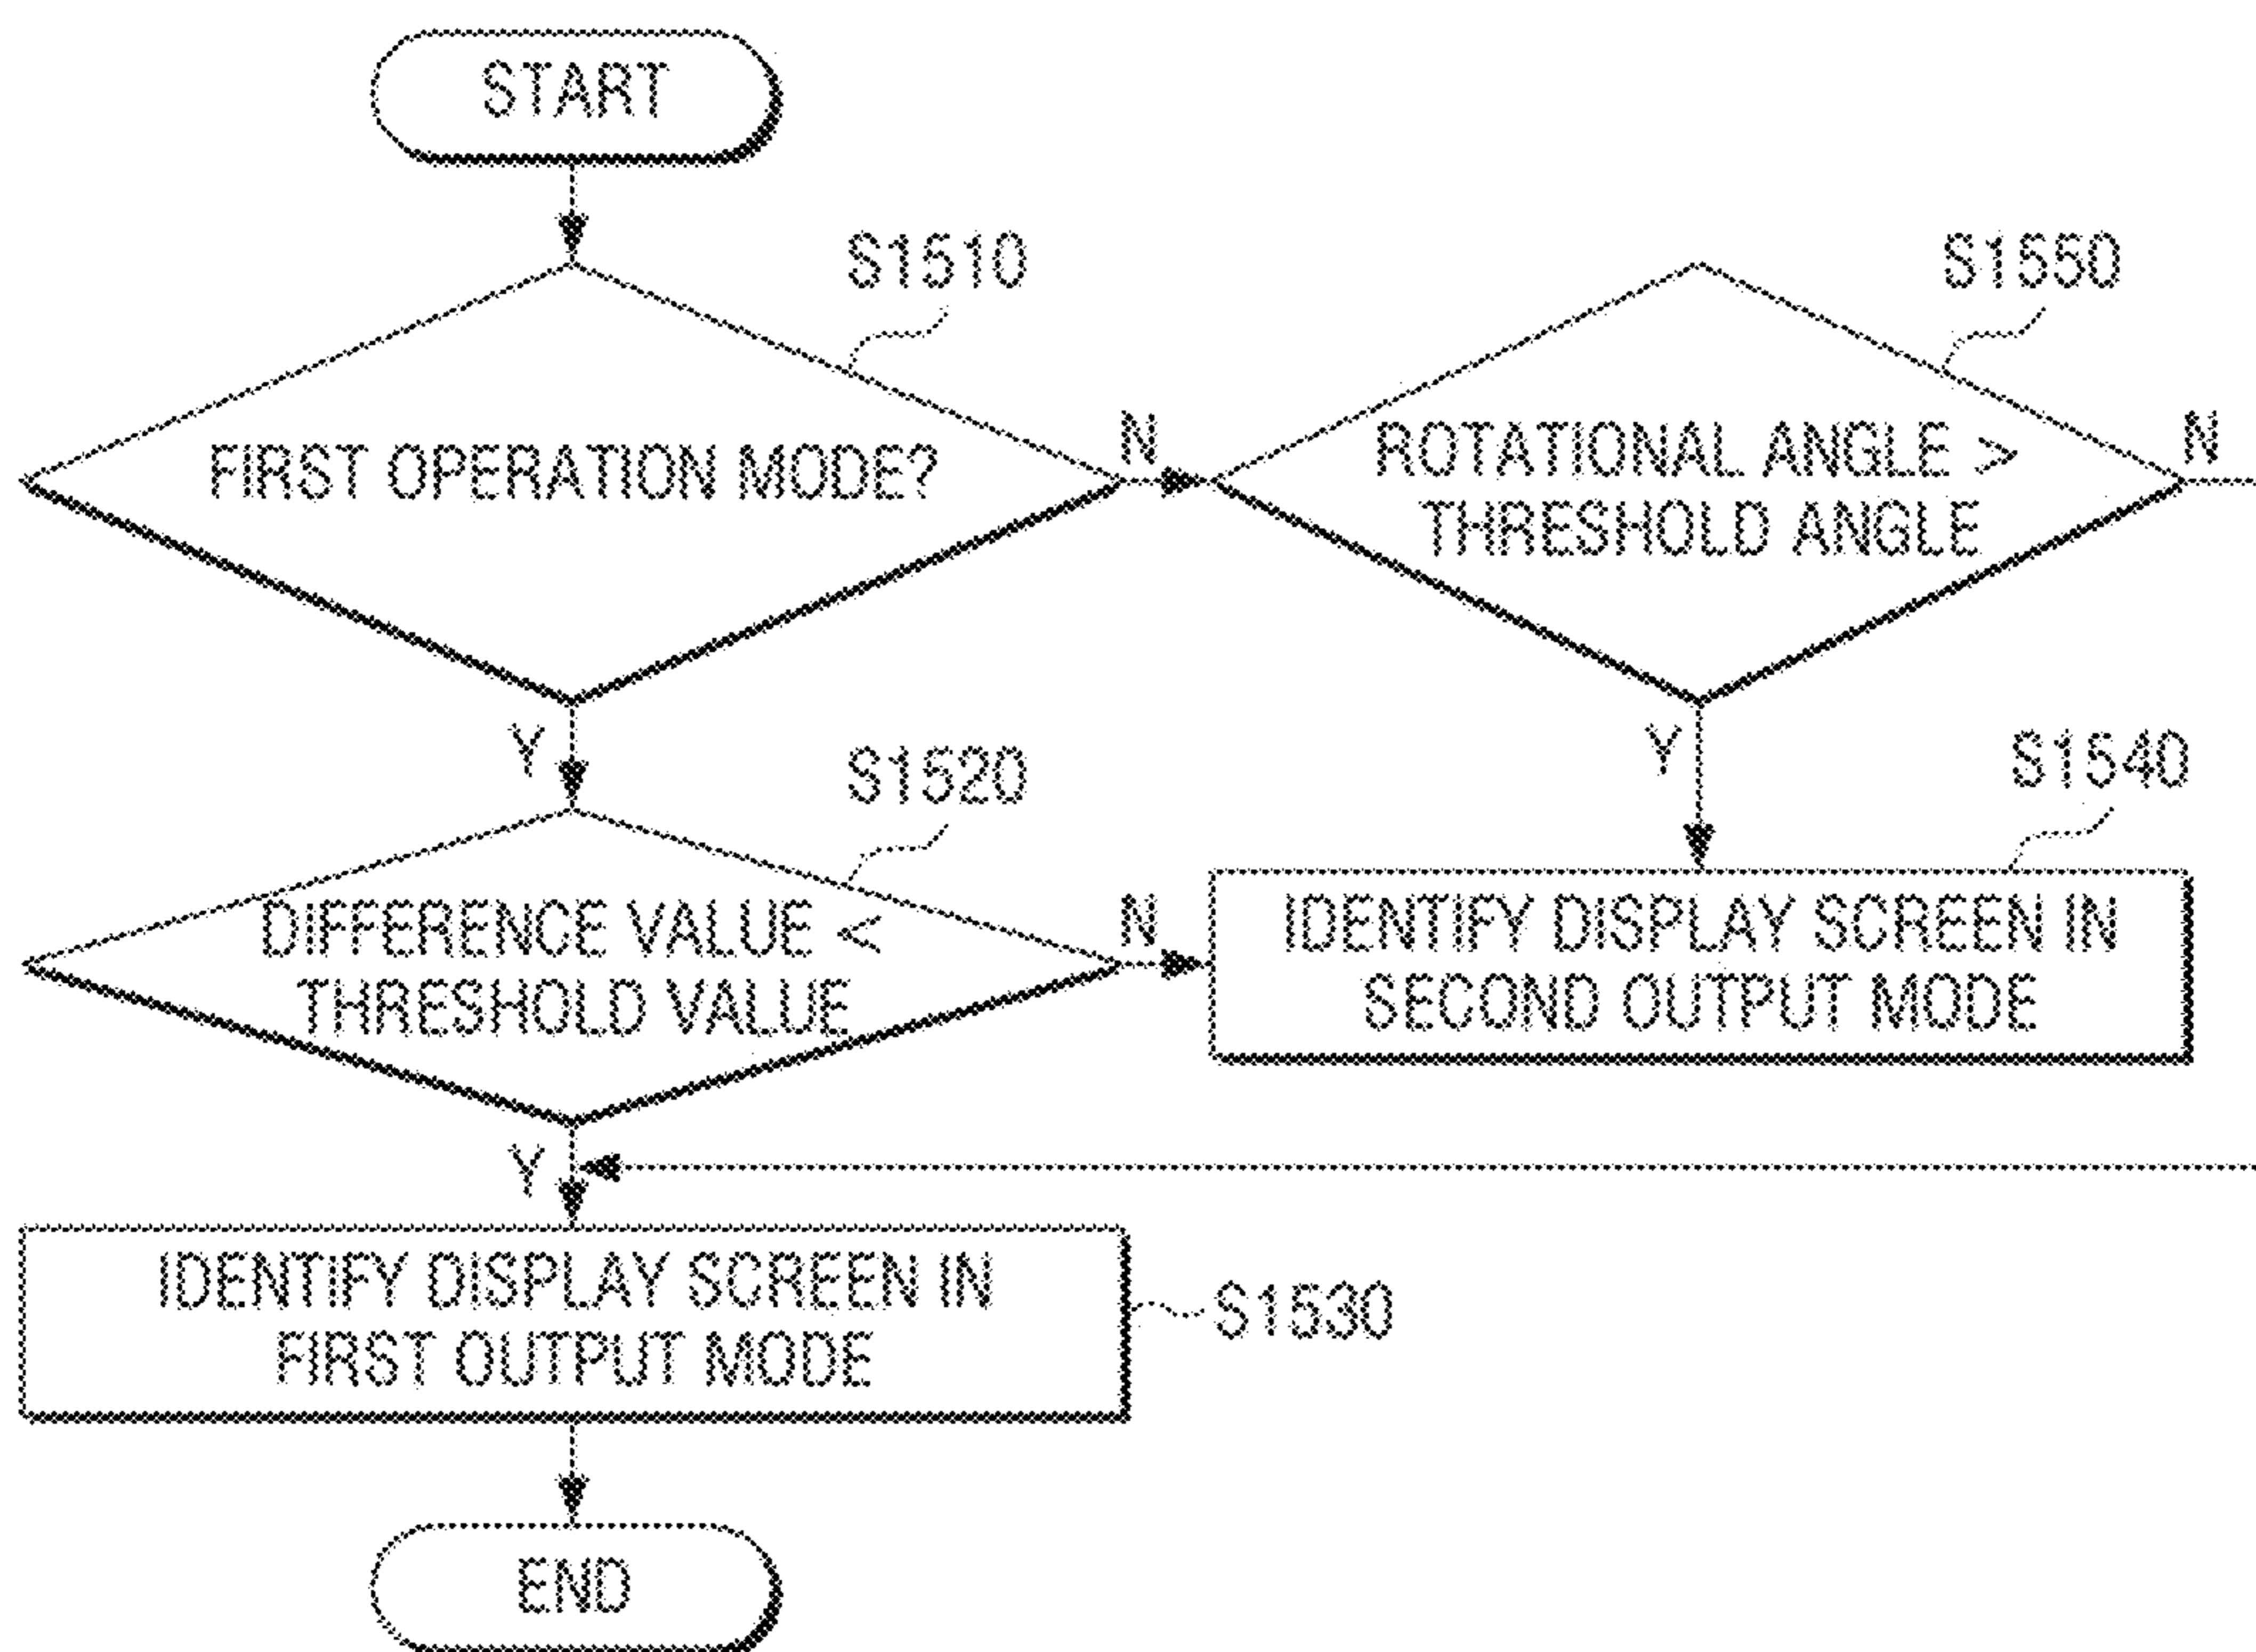 START
S1510
S1550
FIRST OPERATION MODE?
N
ROTATIONAL ANGLE >
THRESHOLD ANGLE
N
Y
Y
S1520
S1540
DIFFERENCE VALUE <
THRESHOLD VALUE
N
IDENTIFY DISPLAY SCREEN IN
SECOND OUTPUT MODE
Y
IDENTIFY DISPLAY SCREEN IN
FIRST OUTPUT MODE
S1530
END